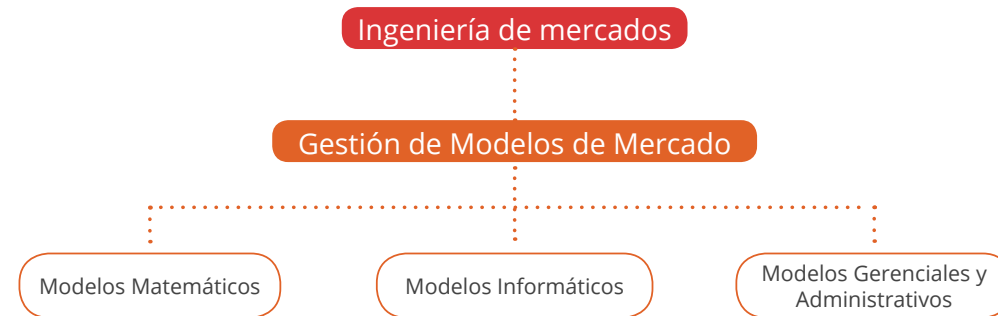 Ingeniería de mercados
Gestión de Modelos de Mercado
Modelos Matemáticos
Modelos Informáticos
Modelos Gerenciales y
Administrativos